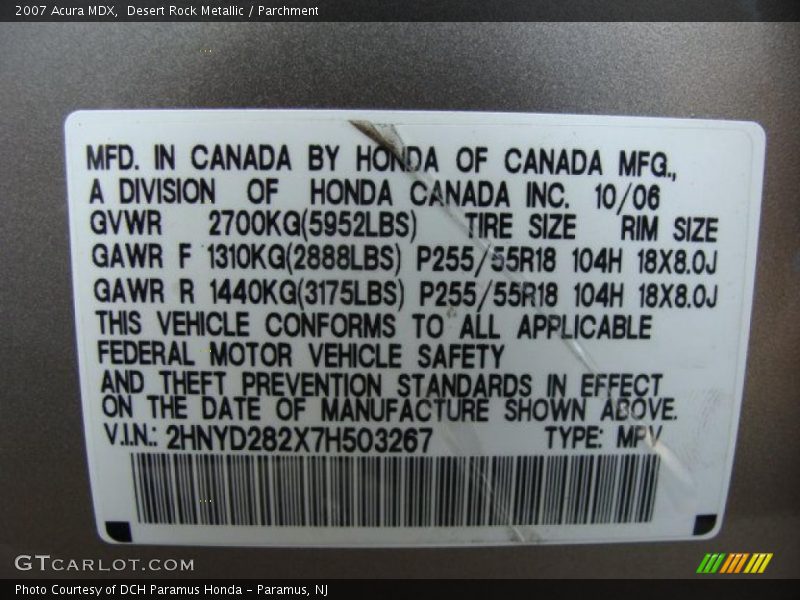 2007 Acura MDX,  Desert Rock Metallic / Parchment
MFD. IN CANADA BY HONDA OF CANADA MFG.,
A DIVISION OF HONDA CANADA INC. 10/06
GVWR 2700KG(5952LBS) TIRE SIZE RIM SIZE
GAWR F 1310KG(2888LBS) P255/55R18 104H 18X8.0J
GAWR R 1440KG(3175LBS) P255/55R18 104H 18X8.0J
THIS VEHICLE CONFORMS TO ALL APPLICABLE
FEDERAL MOTOR VEHICLE SAFETY
AND THEFT PREVENTION STANDARDS IN EFFECT
ON THE DATE OF MANUFACTURE SHOWN ABOVE.
V.I.N.: 2HNYD282X7H503267 TYPE: MPV
GTCARLOT.COM
Photo Courtesy of DCH Paramus Honda - Paramus, NJ